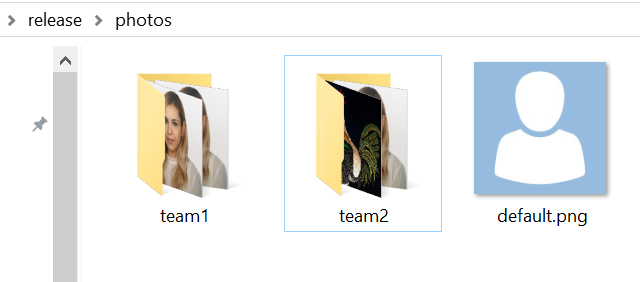 release > photos
team1
team2
default.png